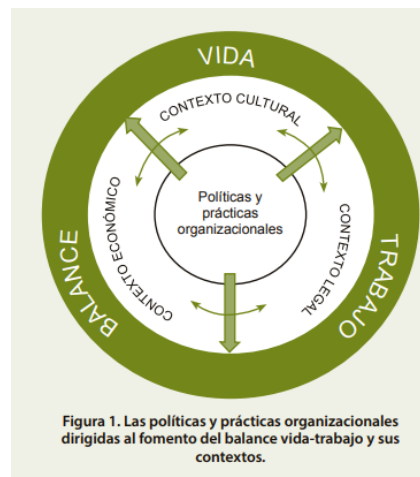 VIDA
CONTEXTO CULTURAL
Políticas y
prácticas
organizacionales
CONTEXTO ECONÓMICO
CONTEXTO LEGAL
BALANCE
TRABAJO
Figura 1. Las políticas y prácticas organizacionales
dirigidas al fomento del balance vida-trabajo y sus
contextos.